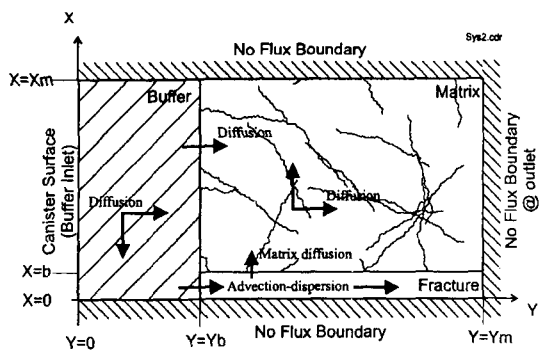 X
Sys2.cdr
No Flux Boundary
X=Xm
Buffer
Matrix
Diffusion
Canister Surface
(Buffer Inlet)
Diffusion
Diffusion
No Flux Boundary
@ outlet
Matrix diffusion
X=b
Advection-dispersion
Fracture
X=0
Y
No Flux Boundary
Y=0
Y=Yb
Y=Ym